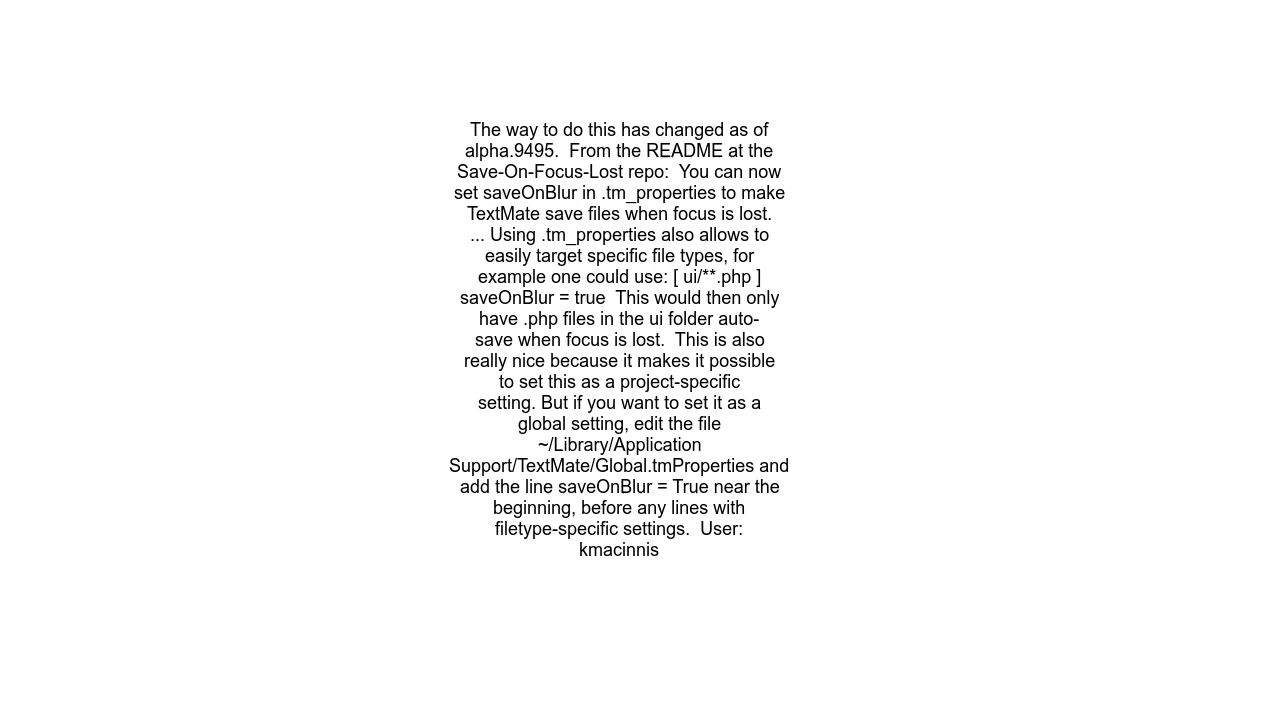 The way to do this has changed as of
alpha.9495.  From the README at the
Save-On-Focus-Lost repo:  You can now
set saveOnBlur in .tm_properties to make
TextMate save files when focus is lost.
... Using .tm_properties also allows to
easily target specific file types, for
example one could use: [ ui/**.php ]
saveOnBlur = true  This would then only
have .php files in the ui folder auto-
save when focus is lost.  This is also
really nice because it makes it possible
to set this as a project-specific
setting. But if you want to set it as a
global setting, edit the file
~/Library/Application
Support/TextMate/Global.tmProperties and
add the line saveOnBlur = True near the
beginning, before any lines with
filetype-specific settings.  User:
kmacinnis